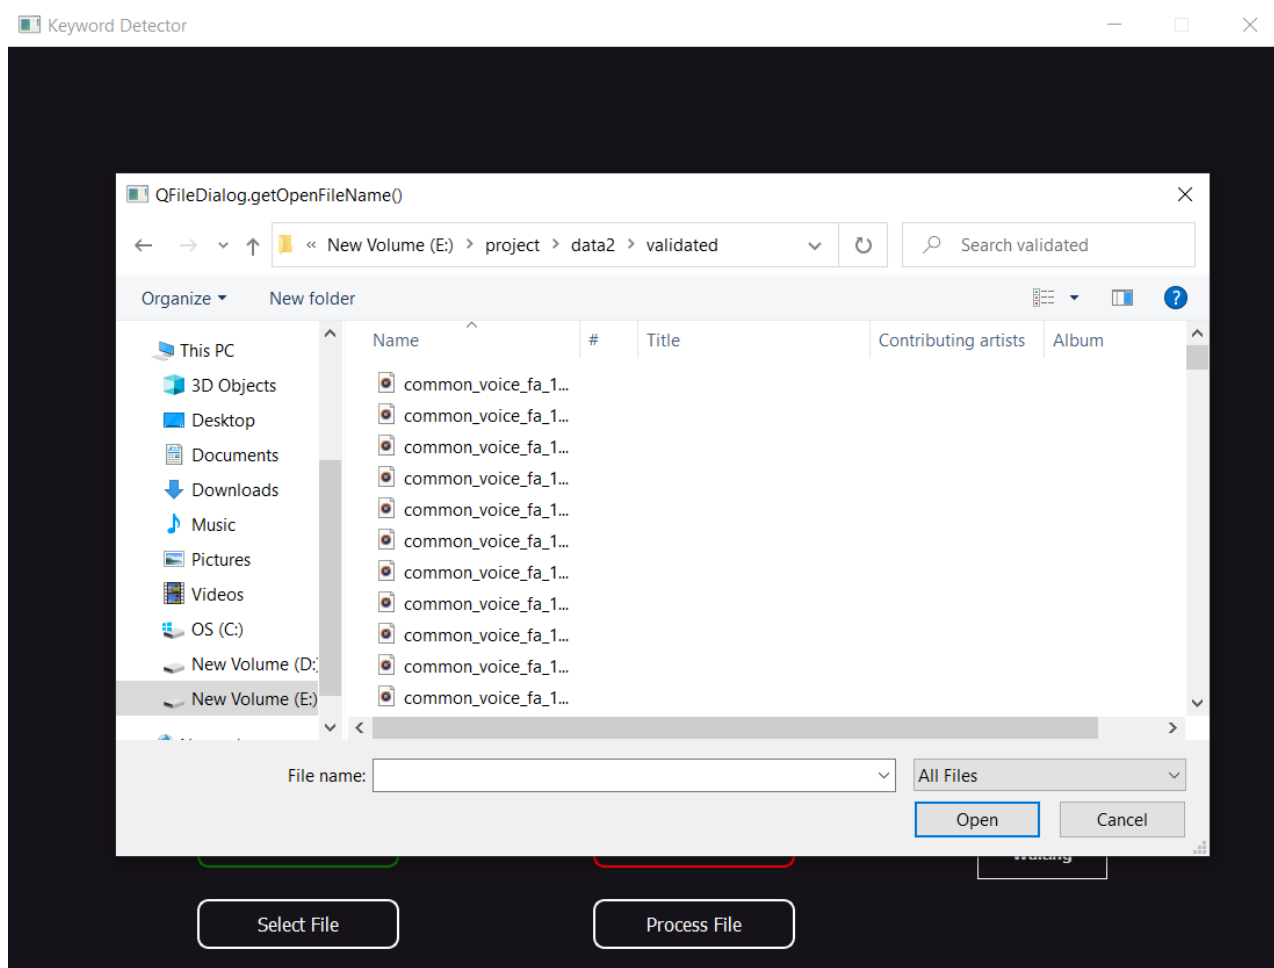 Keyword Detector
QFileDialog.getOpenFileName()
« New Volume (E:) > project > data2 > validated
Search validated
Organize
New folder
?
Name
#
Title
Contributing artists
Album
This PC
3D Objects
Desktop
Documents
Downloads
Music
Pictures
Videos
OS (C:)
New Volume (D:)
New Volume (E:)
common_voice_fa_1...
common_voice_fa_1...
common_voice_fa_1...
common_voice_fa_1...
common_voice_fa_1...
common_voice_fa_1...
common_voice_fa_1...
common_voice_fa_1...
common_voice_fa_1...
common_voice_fa_1...
common_voice_fa_1...
File name:
All Files
Open
Cancel
Waiting
Select File
Process File